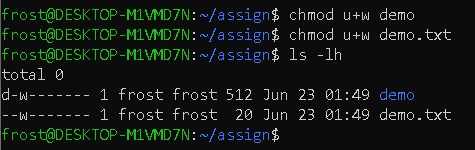 frost@DESKTOP-M1VMD7N:~/assign$ chmod u+w demo
frost@DESKTOP-M1VMD7N:~/assign$ chmod u+w demo.txt
frost@DESKTOP-M1VMD7N:~/assign$ ls -lh
total 0
d-w------- 1 frost frost 512 Jun 23 01:49 demo
--w------- 1 frost frost  20 Jun 23 01:49 demo.txt
frost@DESKTOP-M1VMD7N:~/assign$